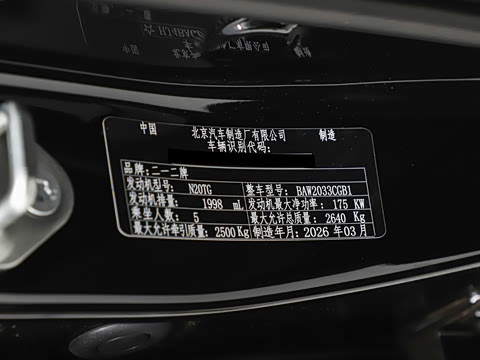 中国 北京汽车制造厂有限公司 制造
车辆识别代码：
品牌：二一二牌
发动机型号： N20TG 整车型号： BAW2033CGB1
发动机排量： 1998 mL 发动机最大净功率： 175 KW
乘坐人数： 5 最大允许总质量： 2640 Kg
最大允许牵引质量： 2500 Kg 制造年月： 2026 年 03 月